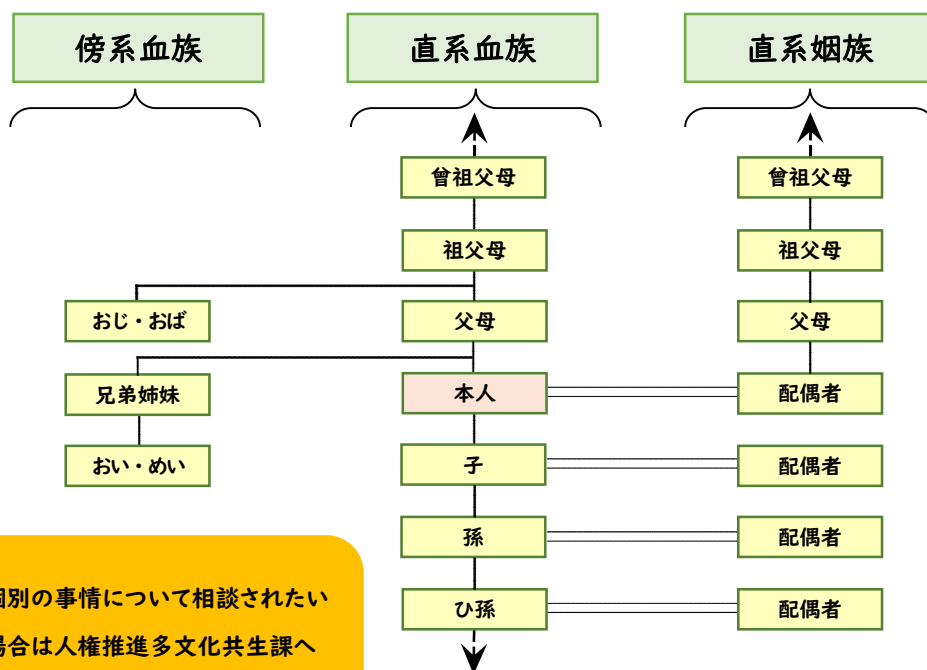 傍系血族
直系血族
直系姻族
曾祖父母
曾祖父母
祖父母
祖父母
おじ・おば
父母
父母
兄弟姉妹
本人
配偶者
おい・めい
子
配偶者
孫
配偶者
ひ孫
配偶者
別の事情について相談されたい
場合は人権推進多文化共生課へ